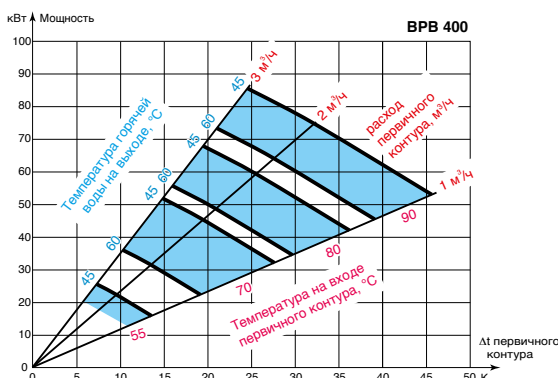 кВт Мощность
BPB 400
100
90
80
70
60
50
40
30
20
10
0
0
5
10
15
20
25
30
35
40
45
50 K
Δt первичного
контура
Температура горячей
воды на выходе, °C
45
60
45
60
45
60
45
3 м³/ч
2 м³/ч
1 м³/ч
расход
первичного
контура, м³/ч
90
80
70
55
Температура на входе
первичного контура, °C